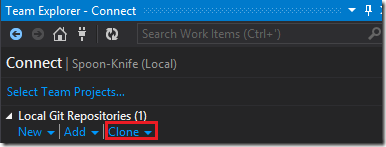 Team Explorer - Connect
Search Work Items (Ctrl+')
Connect | Spoon-Knife (Local)
Select Team Projects...
Local Git Repositories (1)
New Add Clone